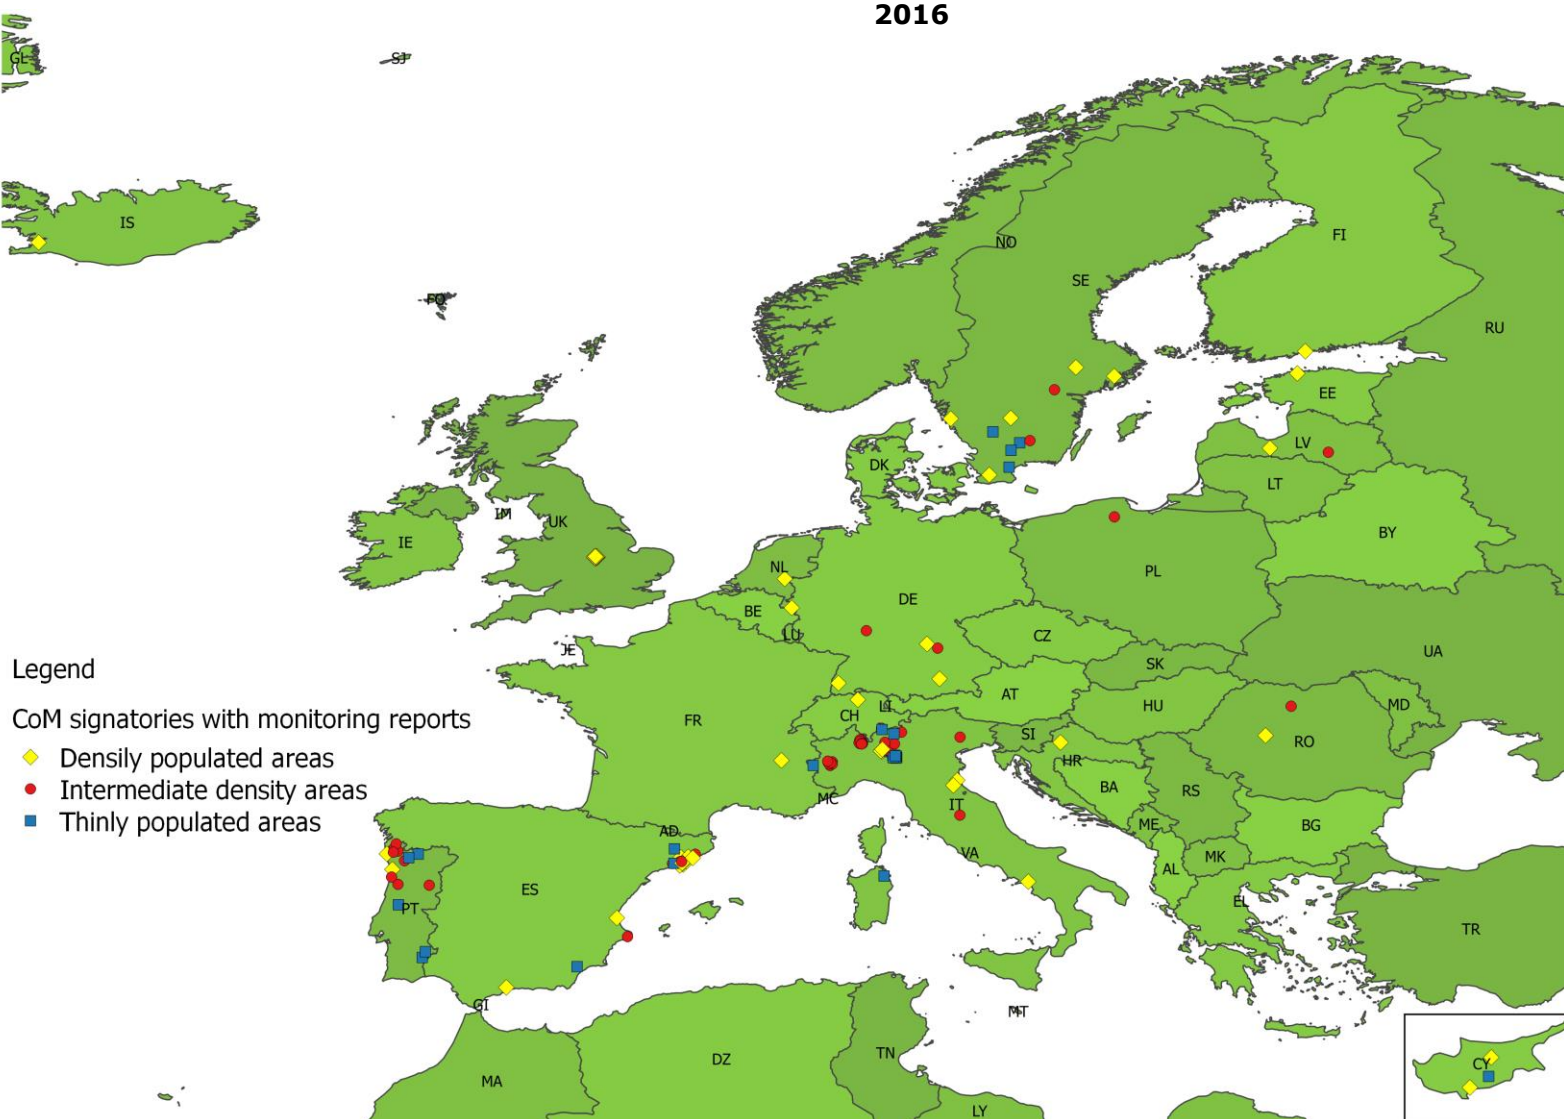 2016
GL
SJ
IS
FO
NO
SE
FI
RU
EE
LV
LT
BY
DK
IM
UK
IE
NL
BE
LU
JE
DE
PL
CZ
SK
UA
AT
HU
MD
LI
CH
FR
SI
HR
RO
BA
RS
MC
IT
ME
BG
AD
VA
MK
AL
ES
PT
EL
TR
GI
MT
MA
DZ
TN
LY
CY
Legend
CoM signatories with monitoring reports
Densily populated areas
Intermediate density areas
Thinly populated areas